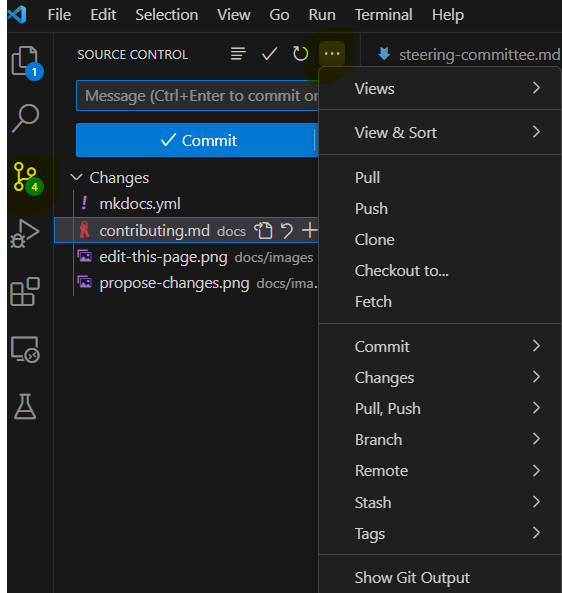 File Edit Selection View Go Run Terminal Help
SOURCE CONTROL
steering-committee.md
1
Message (Ctrl+Enter to commit or
Commit
4
Changes
mkdocs.yml
contributing.md docs
edit-this-page.png docs/images
propose-changes.png docs/ima...
Views
View & Sort
Pull
Push
Clone
Checkout to...
Fetch
Commit
Changes
Pull, Push
Branch
Remote
Stash
Tags
Show Git Output